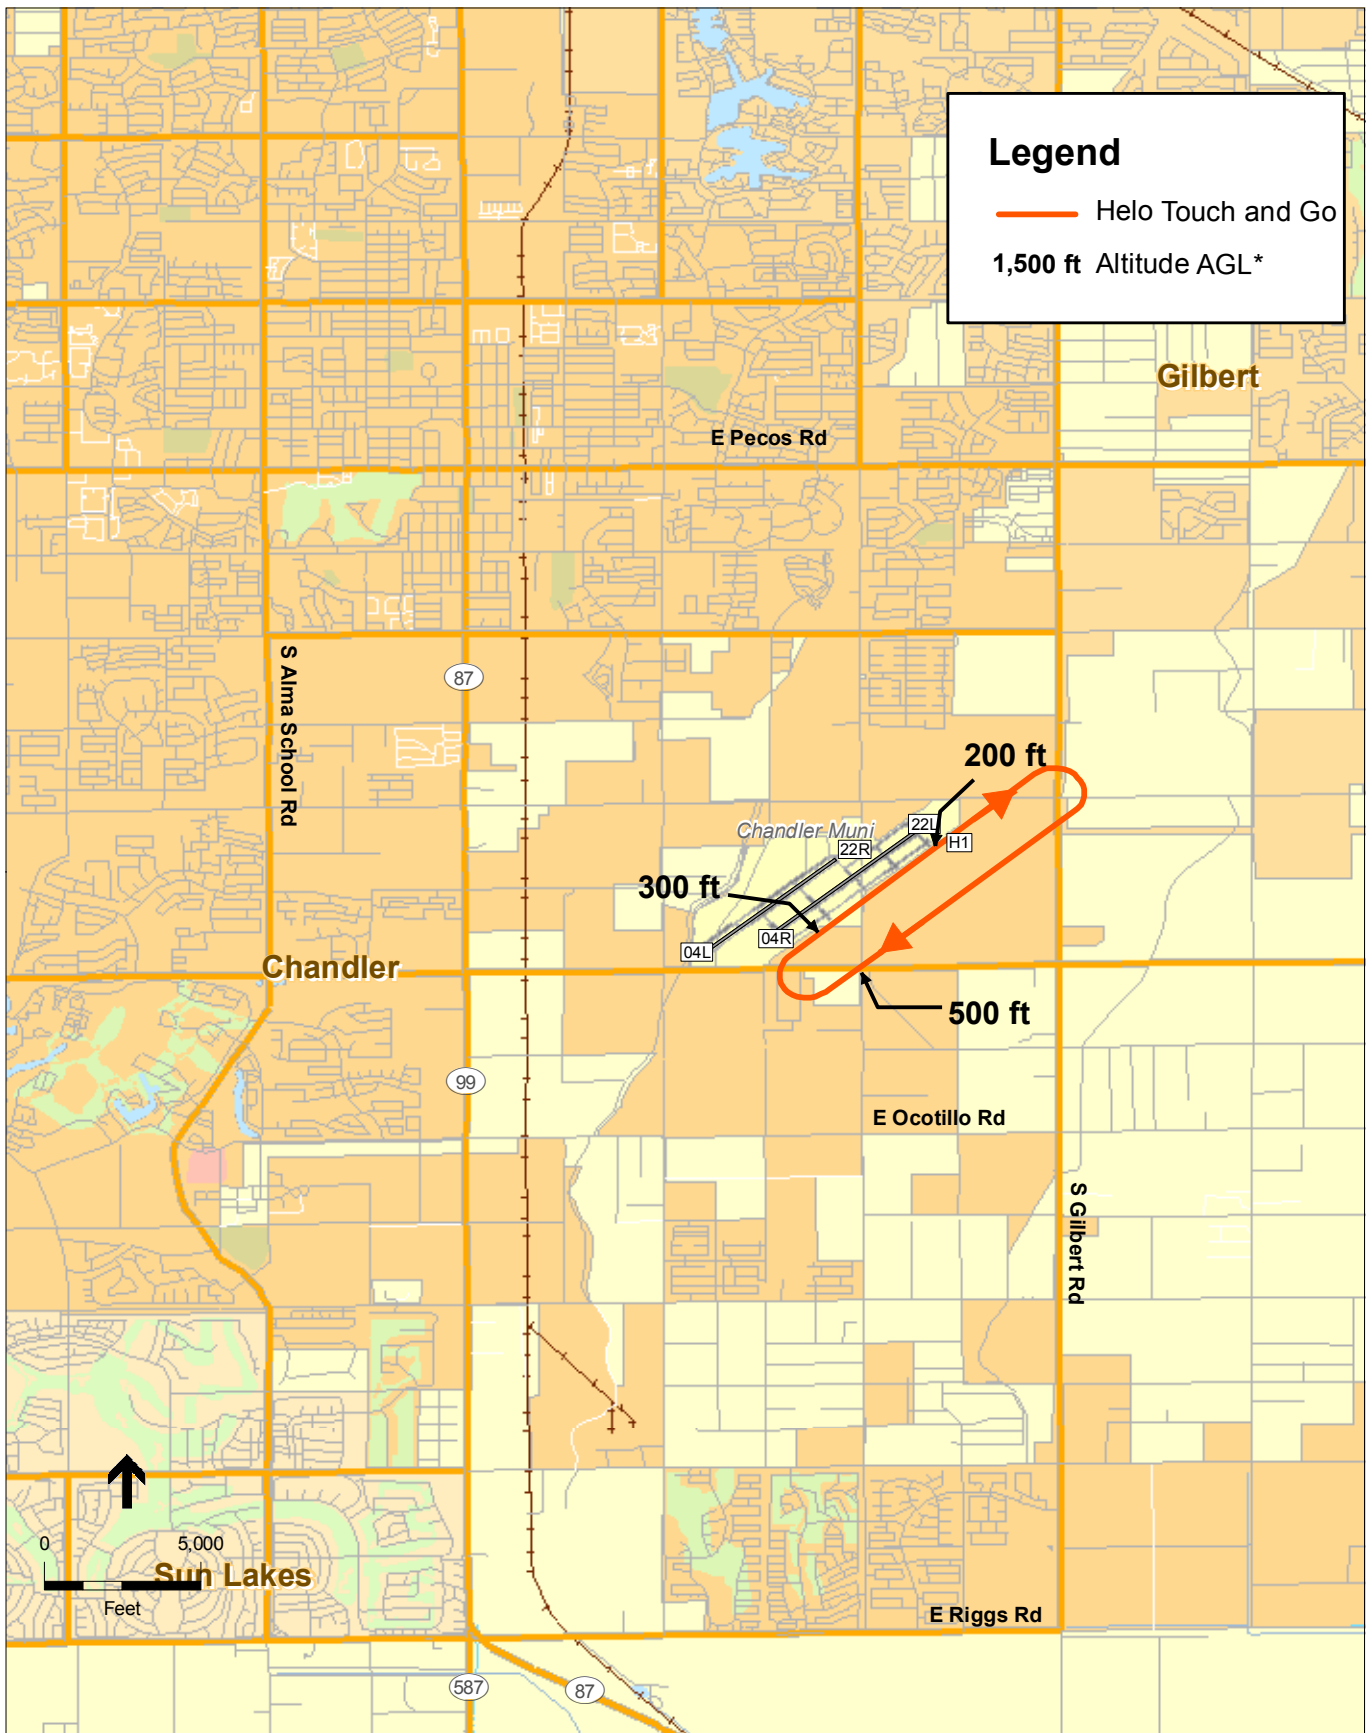 Legend
Helo Touch and Go
1,500 ft Altitude AGL*
Gilbert
E Pecos Rd
S Alma School Rd
87
200 ft
Chandler Muni
22L
22R
H1
300 ft
04R
04L
Chandler
500 ft
99
E Ocotillo Rd
S Gilbert Rd
0 5,000
Sun Lakes
Feet
E Riggs Rd
587
87